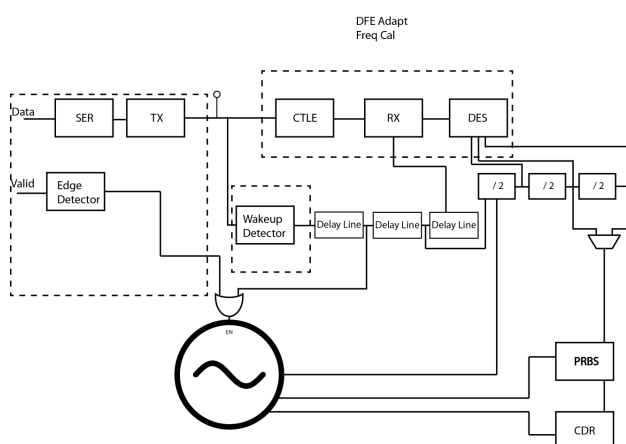 DFE Adapt
Freq Cal
Data
SER
TX
CTLE
RX
DES
Valid
Edge
Detector
/ 2
/ 2
/ 2
Wakeup
Detector
Delay Line
Delay Line
Delay Line
EN
PRBS
CDR